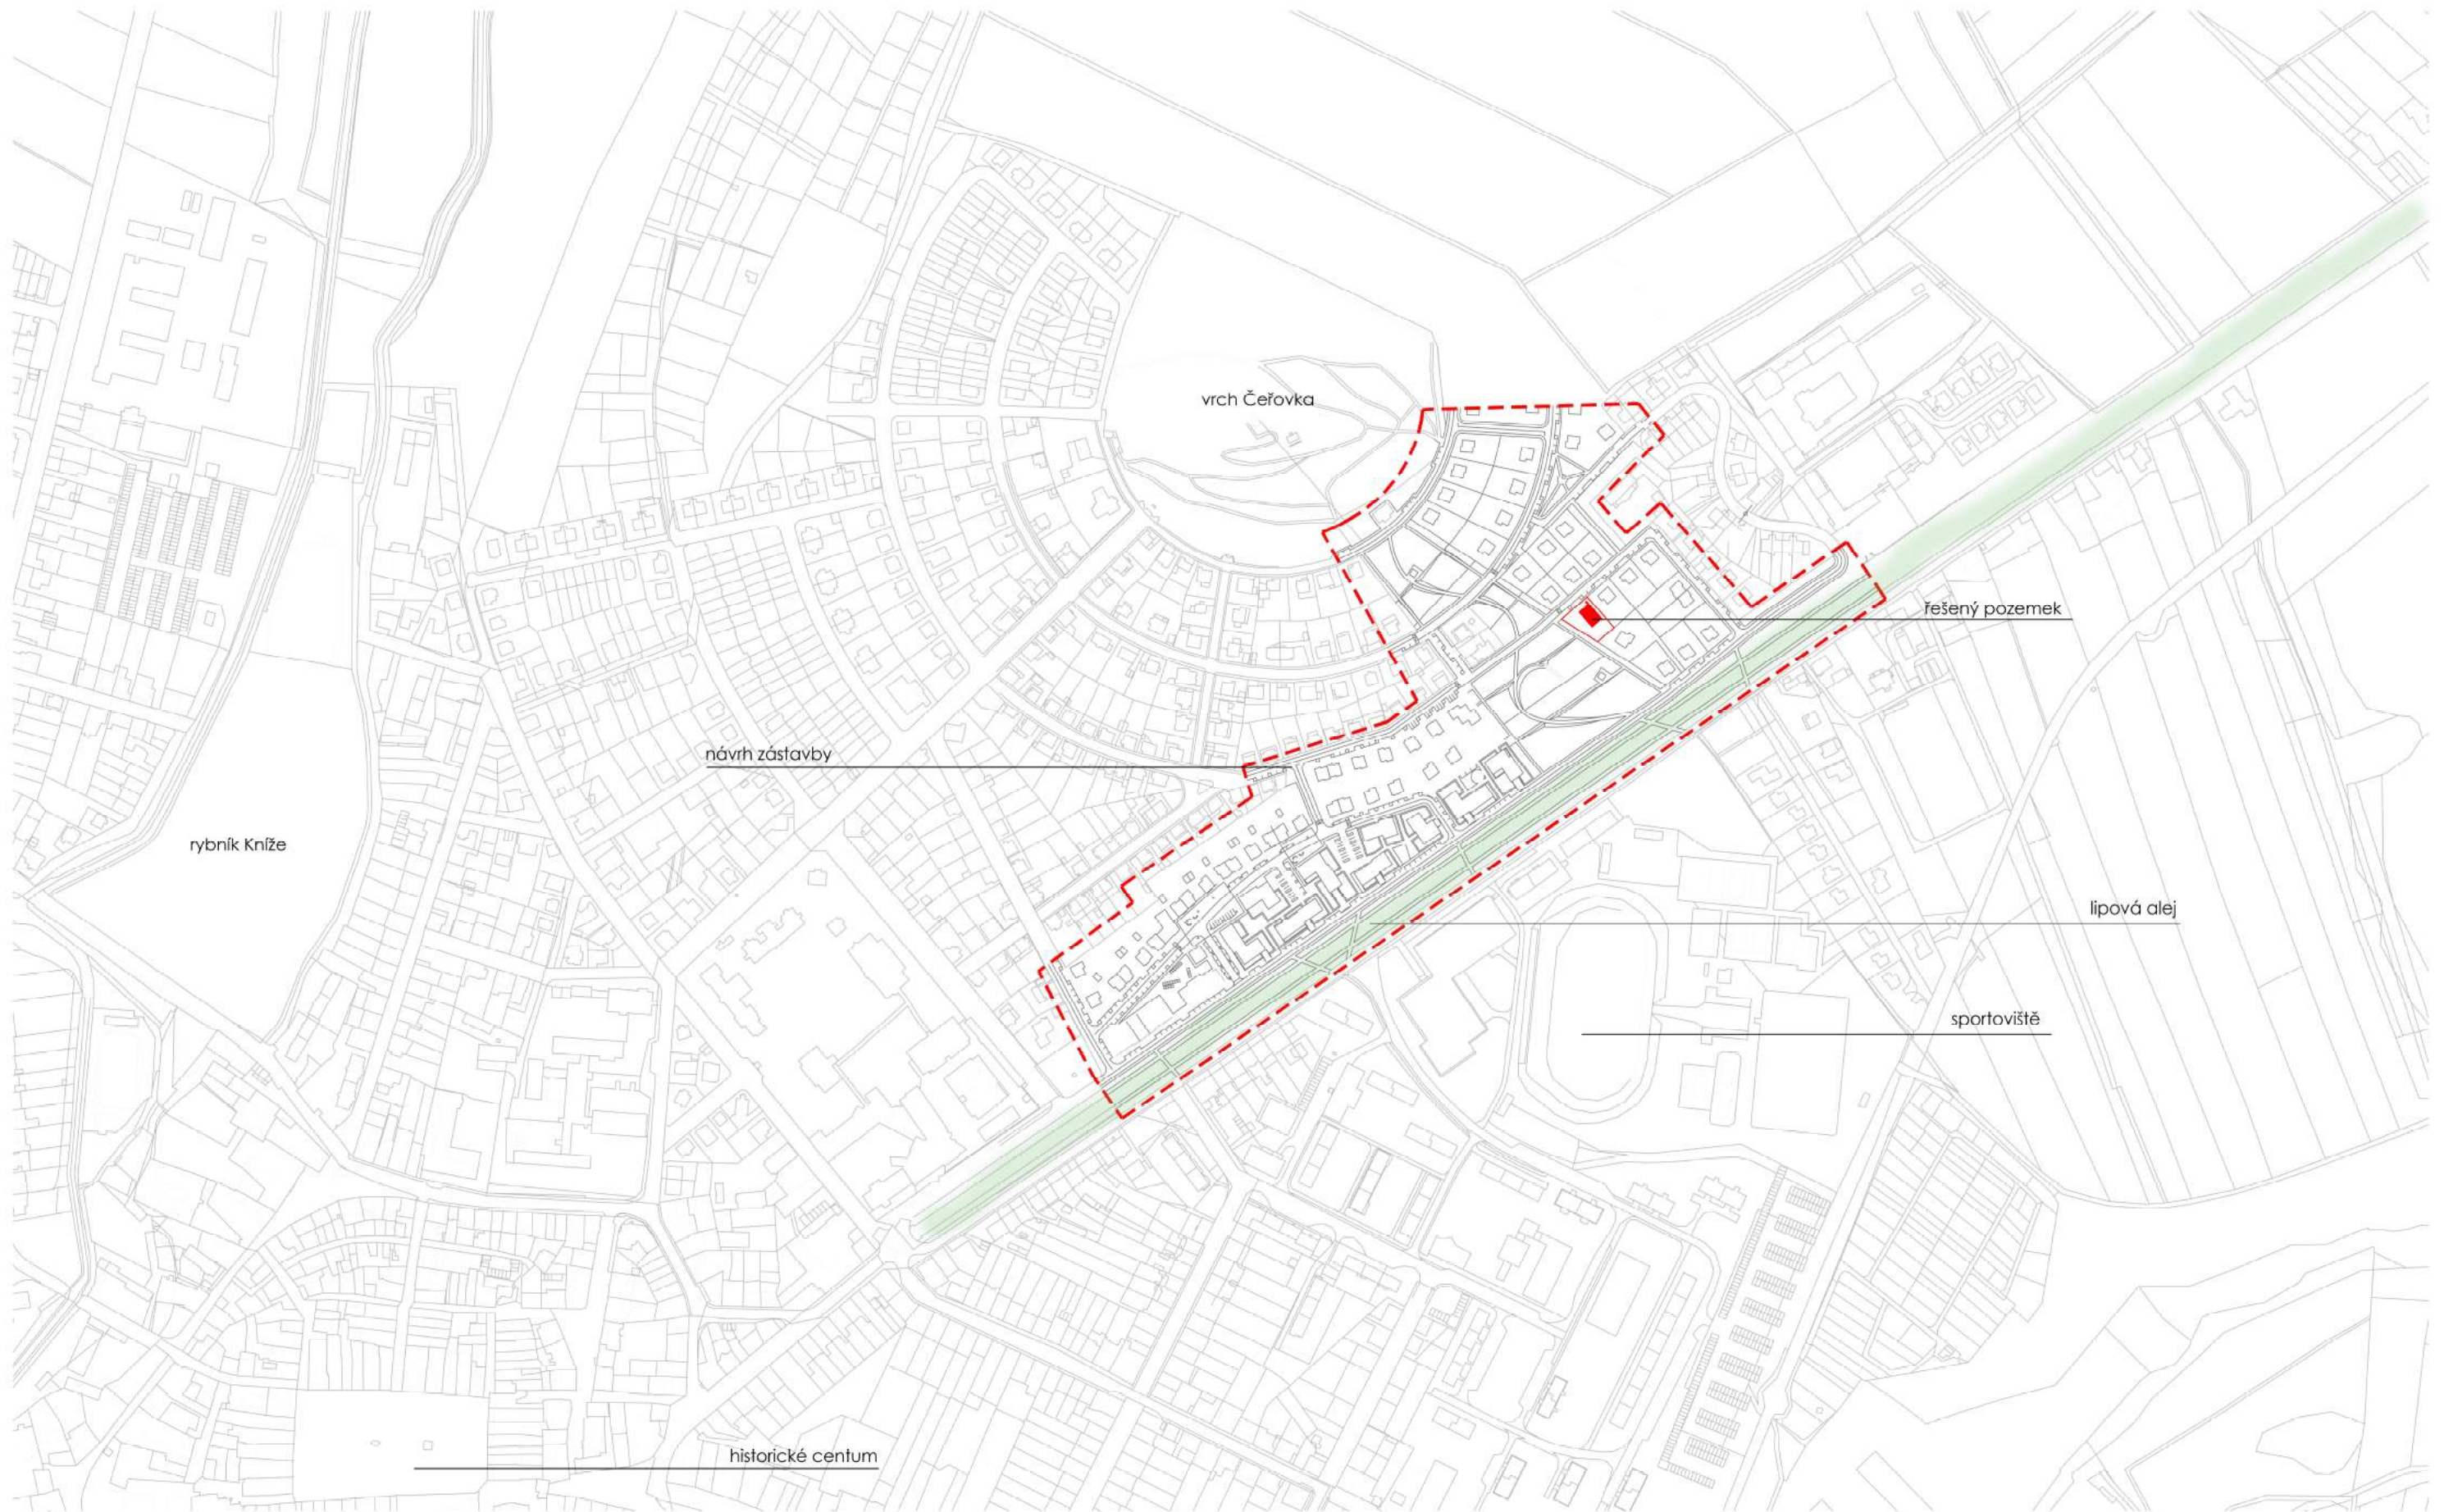 vrch Čeřovka
řešený pozemek
návrh zástavby
rybník Kníže
lipová alej
sportoviště
historické centum